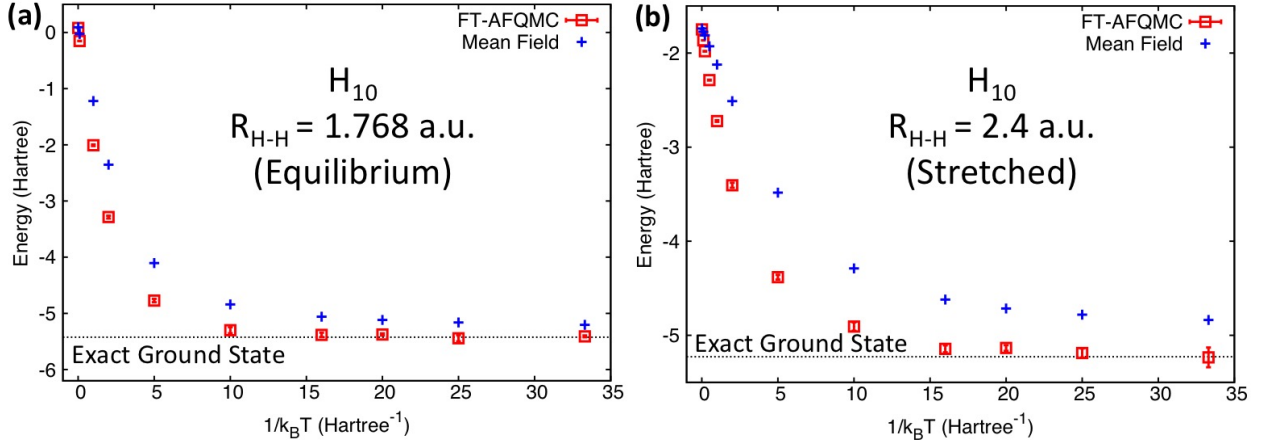 (a)
FT-AFQMC
Mean Field
H10
RH-H = 1.768 a.u.
(Equilibrium)
Exact Ground State
Energy (Hartree)
0
-1
-2
-3
-4
-5
-6
0 5 10 15 20 25 30 35
1/kBT (Hartree-1)
(b)
FT-AFQMC
Mean Field
H10
RH-H = 2.4 a.u.
(Stretched)
Exact Ground State
Energy (Hartree)
-2
-3
-4
-5
0 5 10 15 20 25 30 35
1/kBT (Hartree-1)